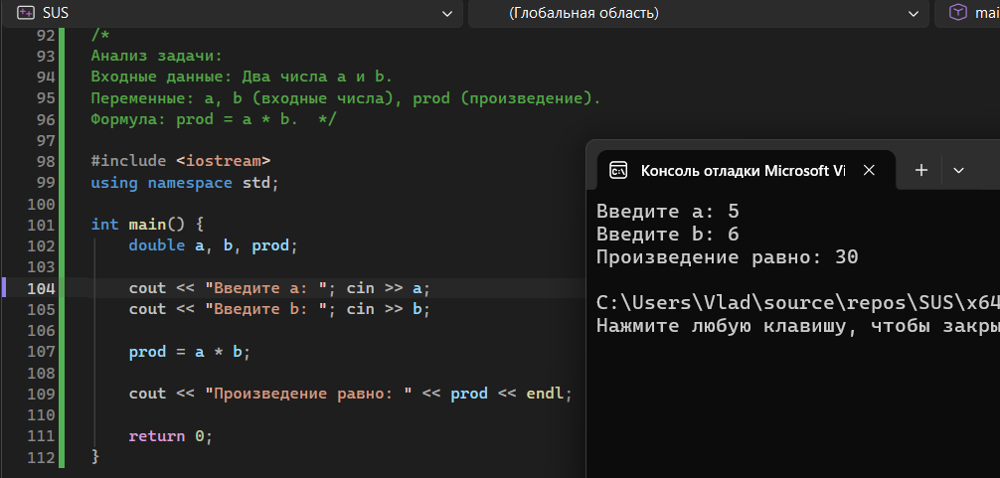 SUS
(Глобальная область)
92 /*
93 Анализ задачи:
94 Входные данные: Два числа a и b.
95 Переменные: a, b (входные числа), prod (произведение).
96 Формула: prod = a * b.  */
97
98 #include <iostream>
99 using namespace std;
100
101 int main() {
102     double a, b, prod;
103
104     cout << "Введите a: "; cin >> a;
105     cout << "Введите b: "; cin >> b;
106
107     prod = a * b;
108
109     cout << "Произведение равно: " << prod << endl;
110
111     return 0;
112 }
Консоль отладки Microsoft Vi
Введите a: 5
Введите b: 6
Произведение равно: 30
C:\Users\Vlad\source\repos\SUS\x64
Нажмите любую клавишу, чтобы закры